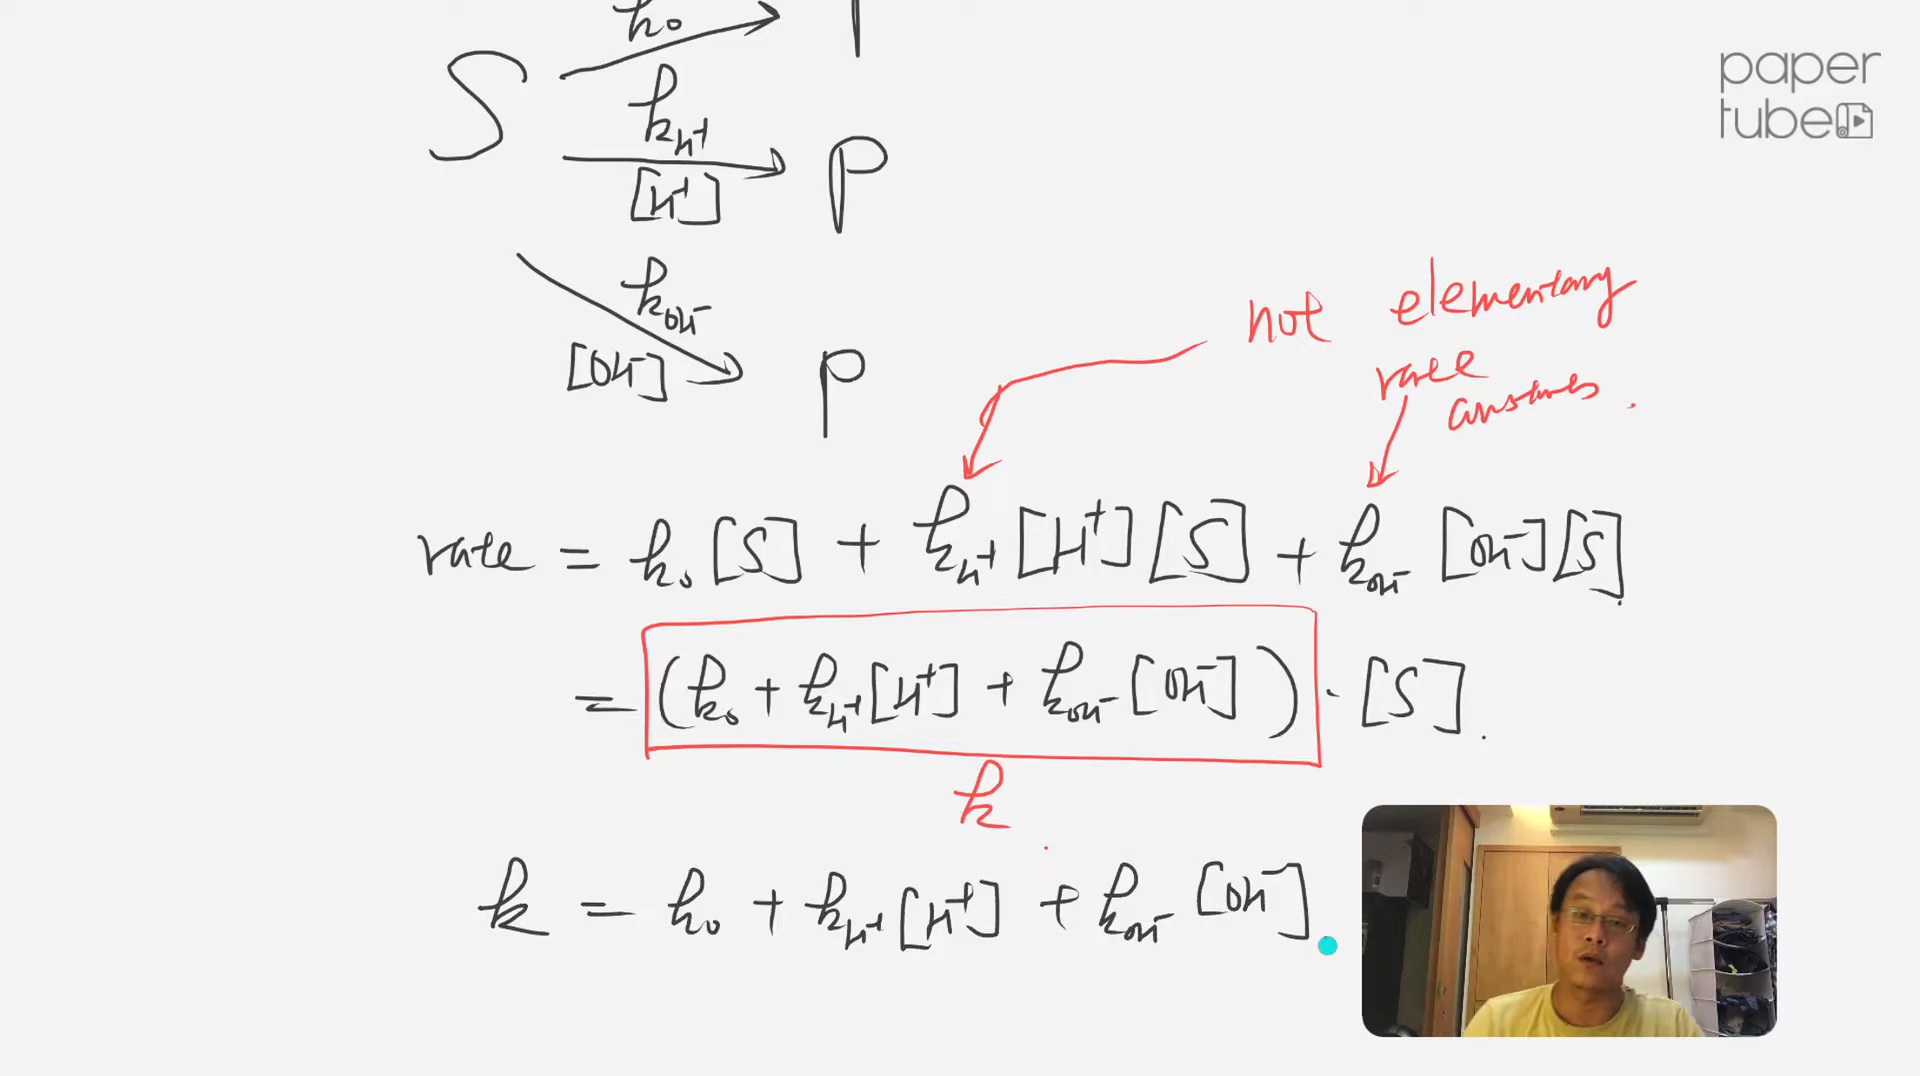 paper
tube
k₀
S
k_H⁺
P
[H⁺]
k_OH⁻
[OH⁻]
P
not elementary
rate
constants.
rate = k₀[S] + k_H⁺[H⁺][S] + k_OH⁻[OH⁻][S]
= (k₀ + k_H⁺[H⁺] + k_OH⁻[OH⁻]) · [S].
k
k = k₀ + k_H⁺[H⁺] + k_OH⁻[OH⁻]